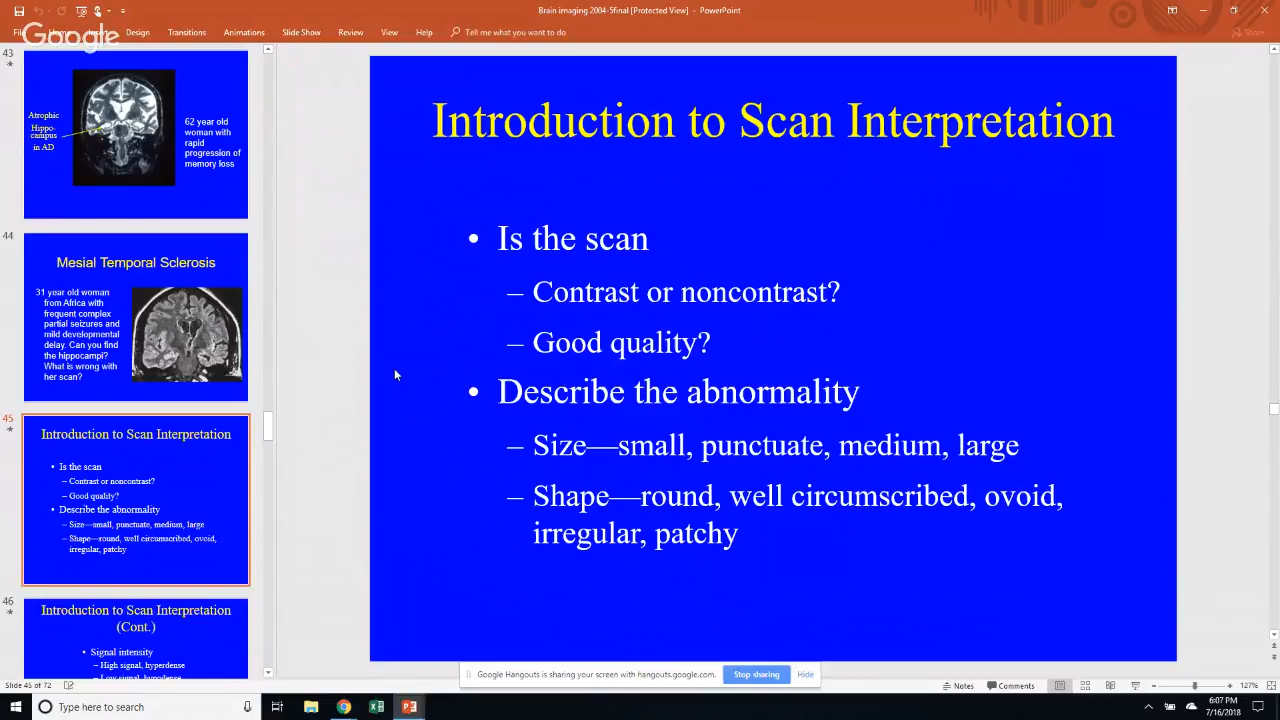 Brain imaging 2004-5final [Protected View] - PowerPoint
Google
Design Transitions Animations Slide Show Review View Help Tell me what you want to do Share
43
Atrophic
Hippo-
campus
in AD
62 year old
woman with
rapid
progression of
memory loss
44
Mesial Temporal Sclerosis
31 year old woman
from Africa with
frequent complex
partial seizures and
mild developmental
delay. Can you find
the hippocampi?
What is wrong with
her scan?
45
Introduction to Scan Interpretation
• Is the scan
– Contrast or noncontrast?
– Good quality?
• Describe the abnormality
– Size—small, punctuate, medium, large
– Shape—round, well circumscribed, ovoid,
irregular, patchy
46
Introduction to Scan Interpretation
(Cont.)
• Signal intensity
– High signal, hyperdense
– Low signal, hypodense
Introduction to Scan Interpretation
• Is the scan
– Contrast or noncontrast?
– Good quality?
• Describe the abnormality
– Size—small, punctuate, medium, large
– Shape—round, well circumscribed, ovoid,
irregular, patchy
Google Hangouts is sharing your screen with hangouts.google.com. Stop sharing Hide
Slide 45 of 72 Notes Comments 127%
Type here to search 6:07 PM
7/16/2018